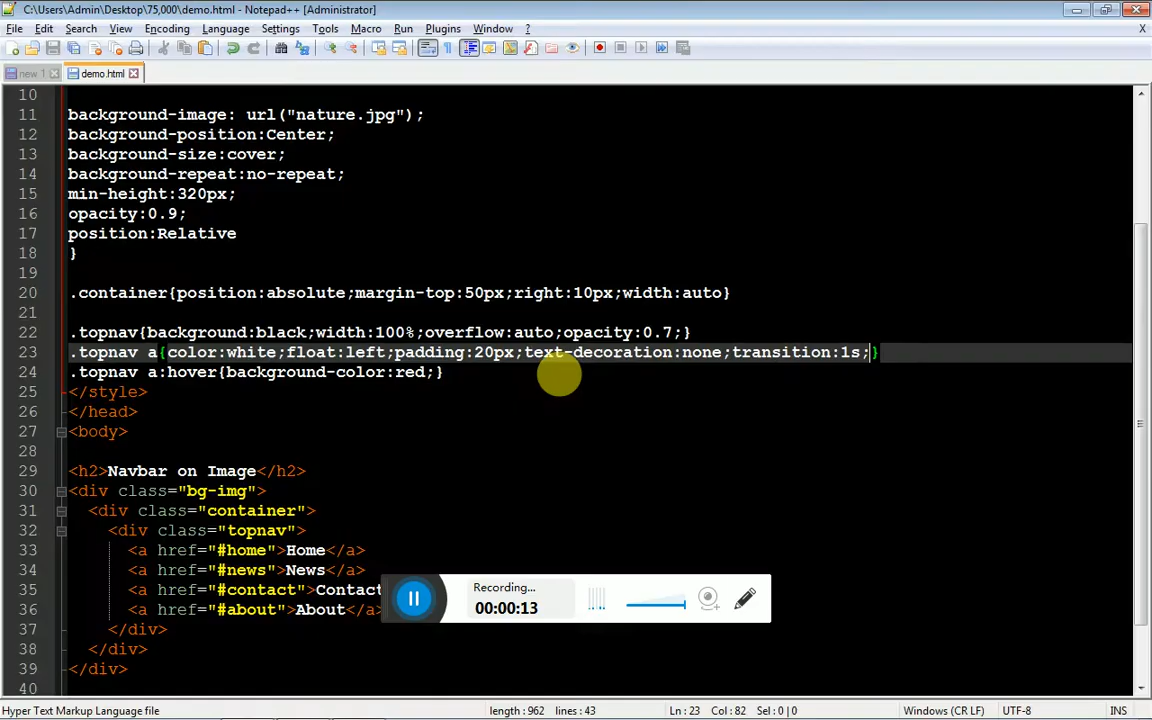 C:\Users\Admin\Desktop\75,000\demo.html - Notepad++ [Administrator]
File Edit Search View Encoding Language Settings Tools Macro Run Plugins Window ? X
new 1 demo.html
10
11 background-image: url("nature.jpg");
12 background-position:Center;
13 background-size:cover;
14 background-repeat:no-repeat;
15 min-height:320px;
16 opacity:0.9;
17 position:Relative
18 }
19
20 .container{position:absolute;margin-top:50px;right:10px;width:auto}
21
22 .topnav{background:black;width:100%;overflow:auto;opacity:0.7;}
23 .topnav a{color:white;float:left;padding:20px;text-decoration:none;transition:1s;}
24 .topnav a:hover{background-color:red;}
25 </style>
26 </head>
27 <body>
28
29 <h2>Navbar on Image</h2>
30 <div class="bg-img">
31 <div class="container">
32 <div class="topnav">
33 <a href="#home">Home</a>
34 <a href="#news">News</a>
35 <a href="#contact">Contact
36 <a href="#about">About</a>
37 </div>
38 </div>
39 </div>
40
Recording...
00:00:13
Hyper Text Markup Language file length : 962 lines : 43 Ln : 23 Col : 82 Sel : 0 | 0 Windows (CR LF) UTF-8 INS